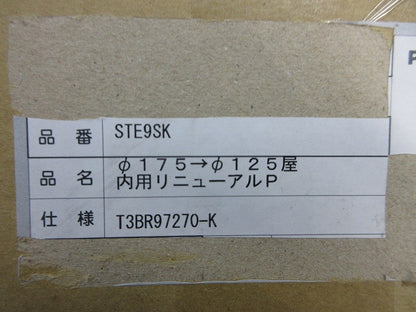 P
品番 STE9SK
品名 φ175→φ125屋
内用リニューアルP
仕様 T3BR97270-K